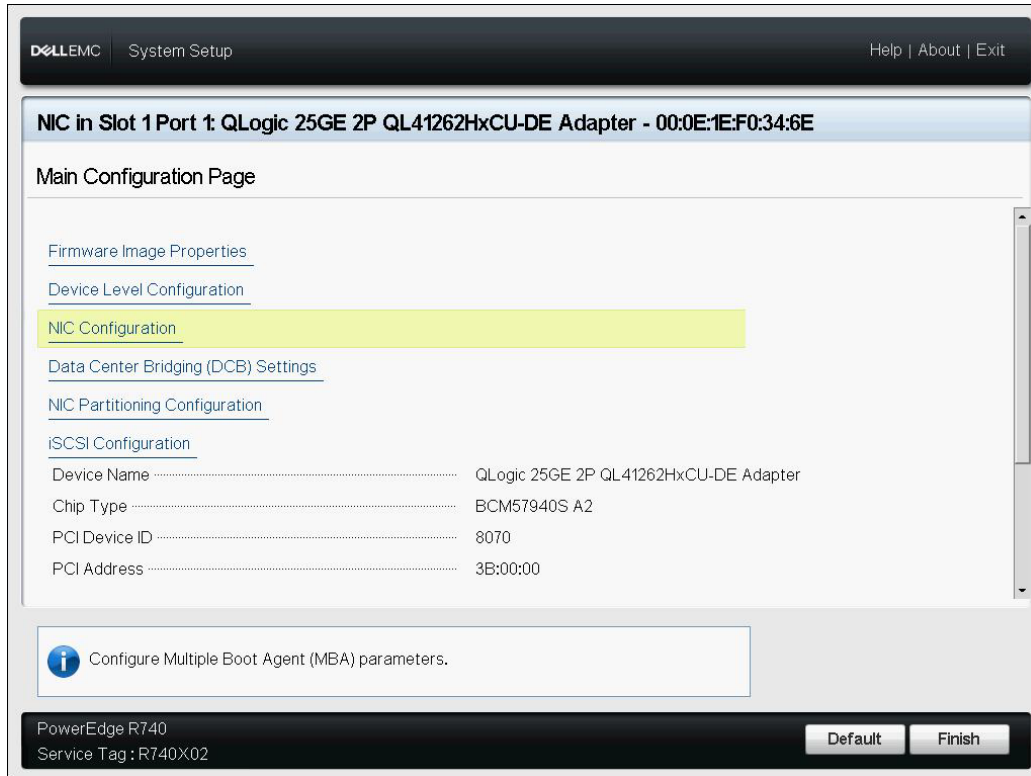 DELLEMC System Setup Help | About | Exit
NIC in Slot 1 Port 1: QLogic 25GE 2P QL41262HxCU-DE Adapter - 00:0E:1E:F0:34:6E
Main Configuration Page
Firmware Image Properties
Device Level Configuration
NIC Configuration
Data Center Bridging (DCB) Settings
NIC Partitioning Configuration
iSCSI Configuration
Device Name QLogic 25GE 2P QL41262HxCU-DE Adapter
Chip Type BCM57940S A2
PCI Device ID 8070
PCI Address 3B:00:00
Configure Multiple Boot Agent (MBA) parameters.
PowerEdge R740
Service Tag : R740X02
Default Finish